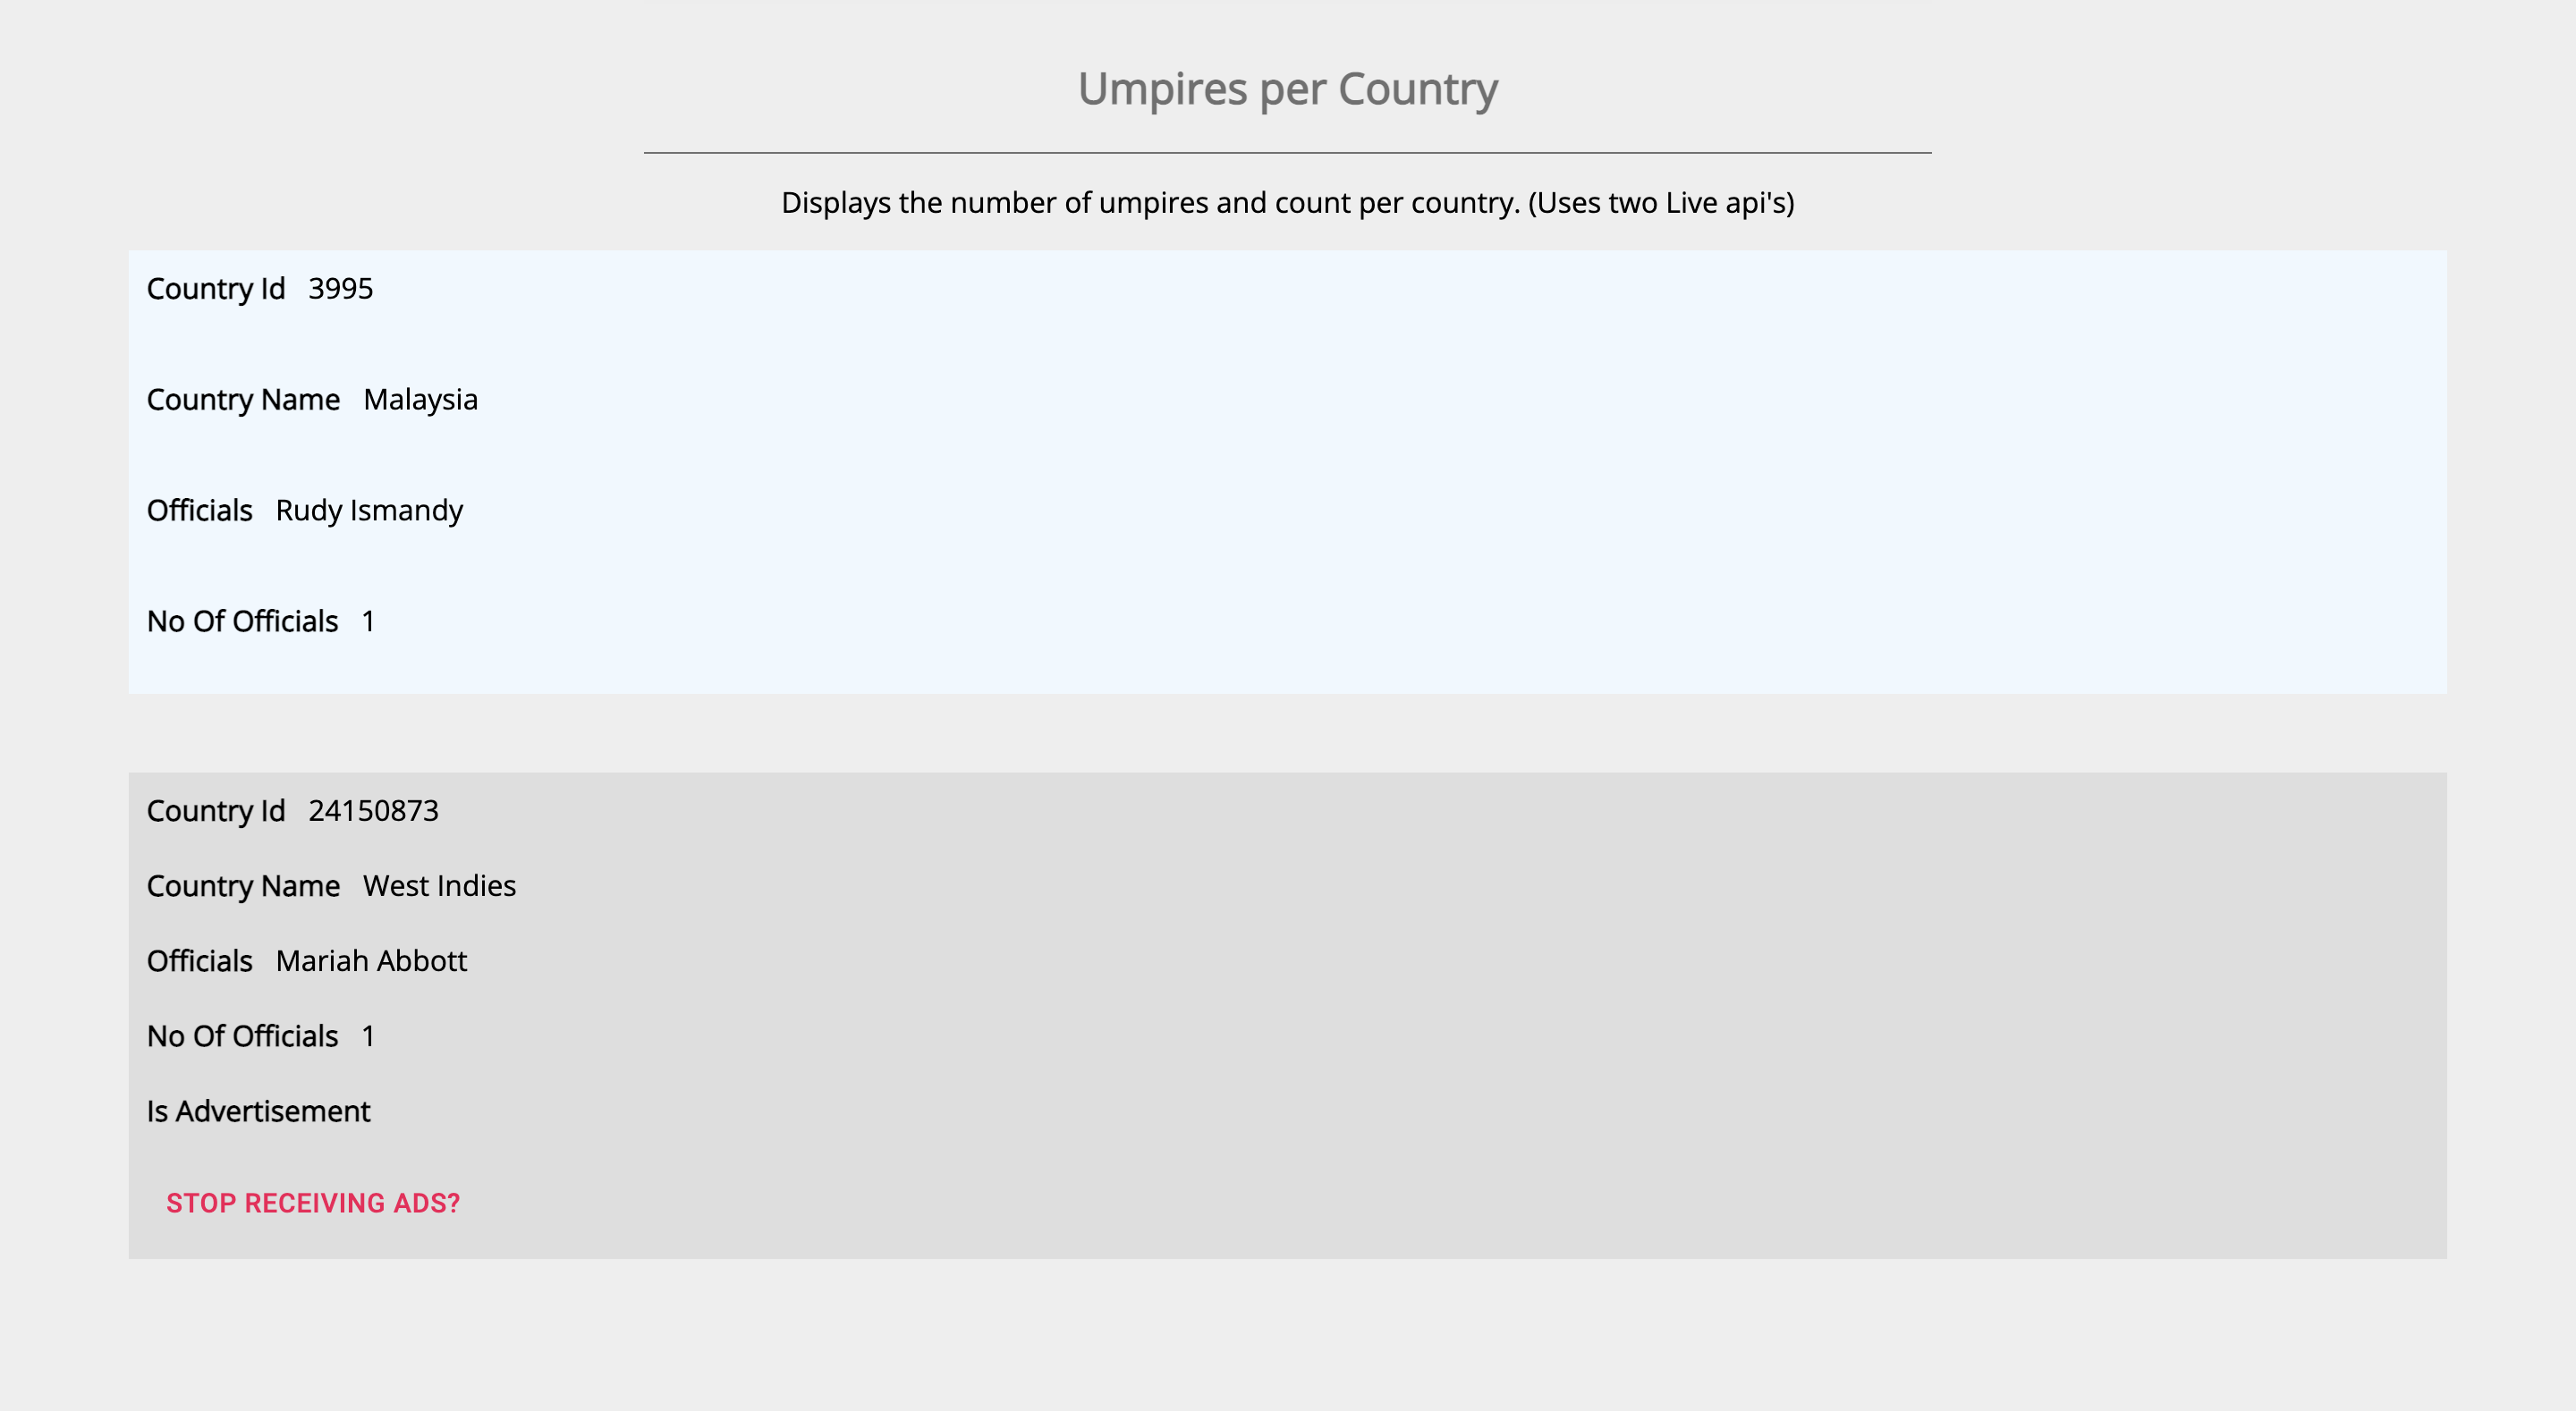 Umpires per Country
Displays the number of umpires and count per country. (Uses two Live api's)
Country Id 3995
Country Name Malaysia
Officials Rudy Ismandy
No Of Officials 1
Country Id 24150873
Country Name West Indies
Officials Mariah Abbott
No Of Officials 1
Is Advertisement
STOP RECEIVING ADS?